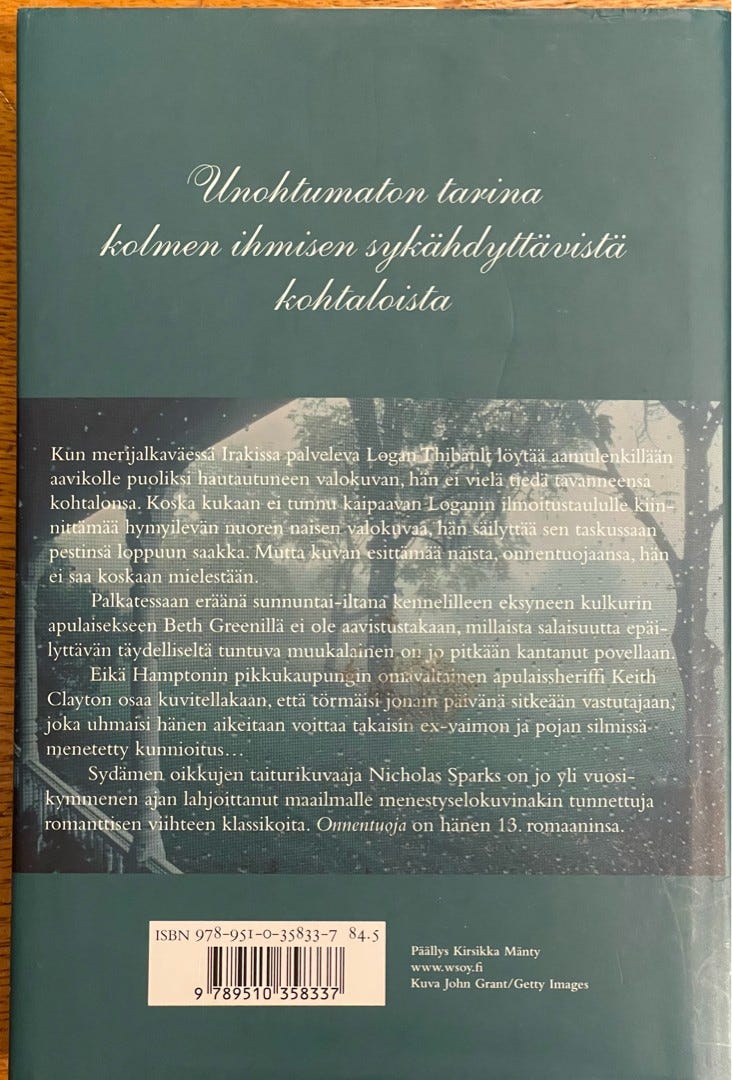 Unohtumaton tarina
kolmen ihmisen sykähdyttävistä
kohtaloista
Kun merijalkaväessä Irakissa palveleva Logan Thibault löytää aamulenkillään
aavikolle puoliksi hautautuneen valokuvan, hän ei vielä tiedä tavanneensa
kohtalonsa. Koska kukaan ei tunnu kaipaavan Loganin ilmoitustaululle kiin-
nittämää hymyilevän nuoren naisen valokuvaa, hän säilyttää sen taskussaan
pestinsä loppuun saakka. Mutta kuvan esittämää naista, onnentuojaansa, hän
ei saa koskaan mielestään.
Palkatessaan eräänä sunnuntai-iltana kennelilleen eksyneen kulkurin
apulaisekseen Beth Greenillä ei ole aavistustakaan, millaista salaisuutta epäi-
lyttävän täydelliseltä tuntuva muukalainen on jo pitkään kantanut povellaan.
Eikä Hamptonin pikkukaupungin omavaltainen apulaissheriffi Keith
Clayton osaa kuvitellakaan, että törmäisi jonain päivänä sitkeään vastutajaan,
joka uhmaisi hänen aikeitaan voittaa takaisin ex-vaimon ja pojan silmissä
menetetty kunnioitus…
Sydämen oikkujen taiturikuvaaja Nicholas Sparks on jo yli vuosi-
kymmenen ajan lahjoittanut maailmalle menestyselokuvinakin tunnettuja
romanttisen viihteen klassikoita. Onnentuoja on hänen 13. romaaninsa.
ISBN 978-951-0-35833-7 84.5
9 789510 358337
Päällys Kirsikka Mänty
www.wsoy.fi
Kuva John Grant/Getty Images